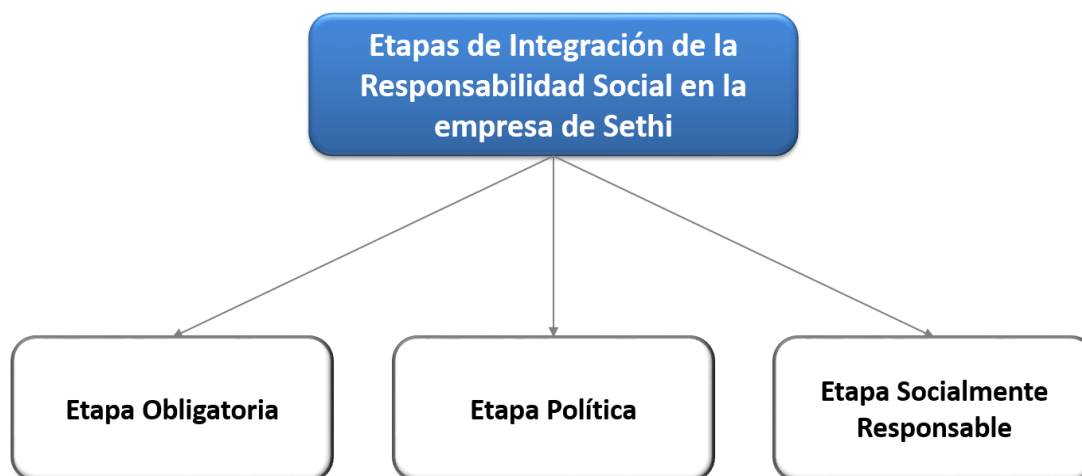 Etapas de Integración de la
Responsabilidad Social en la
empresa de Sethi
Etapa Obligatoria
Etapa Política
Etapa Socialmente
Responsable